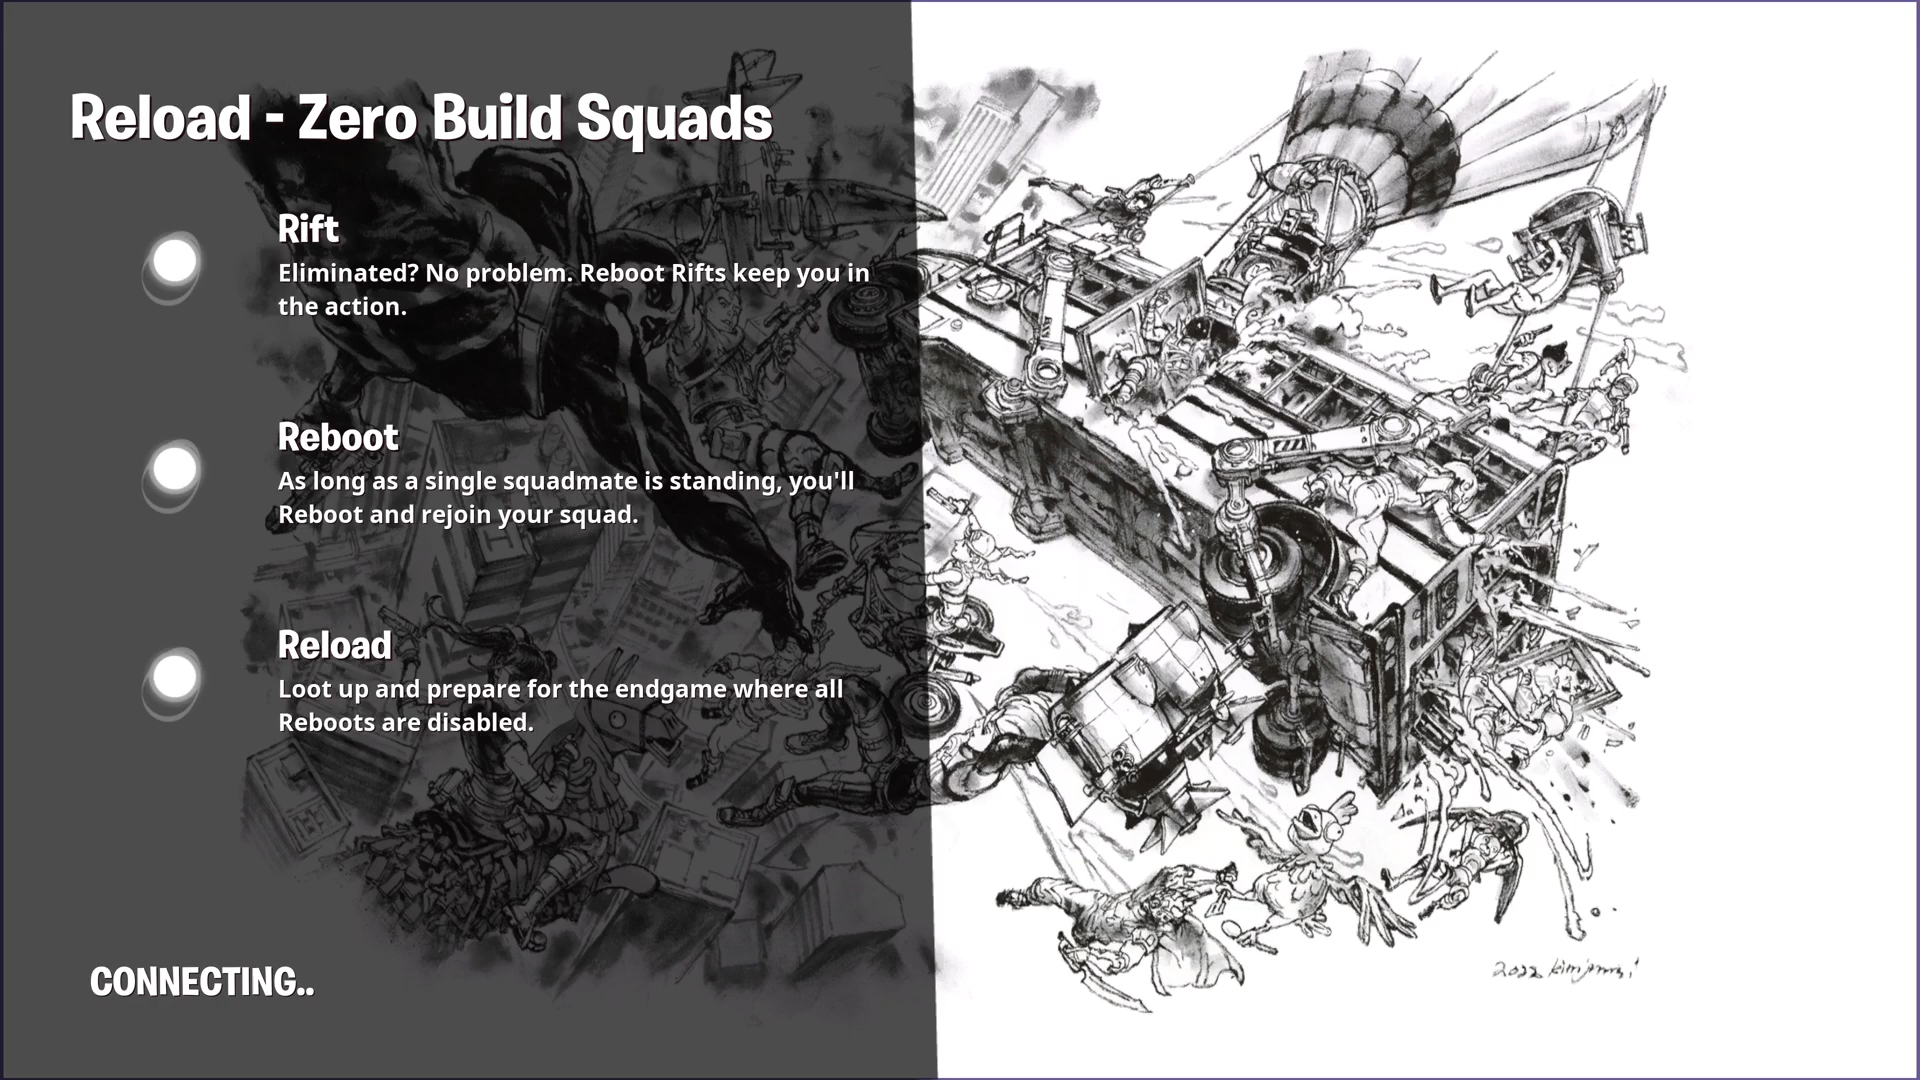 Reload - Zero Build Squads
Rift
Eliminated? No problem. Reboot Rifts keep you in
the action.
Reboot
As long as a single squadmate is standing, you'll
Reboot and rejoin your squad.
Reload
Loot up and prepare for the endgame where all
Reboots are disabled.
CONNECTING..
2022